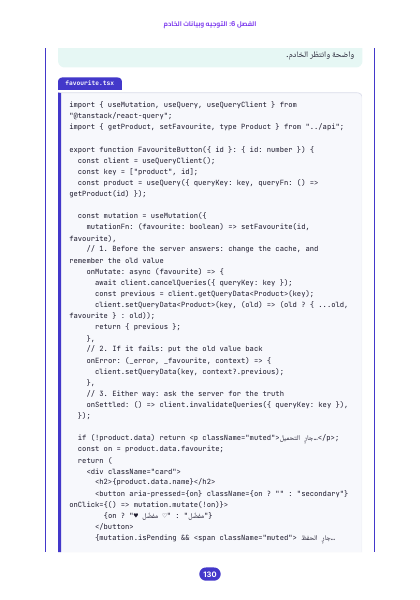 الفصل 6: التوجيه وبيانات الخادم
واضحة وانتظر الخادم.
favourite.tsx
import { useMutation, useQuery, useQueryClient } from
"@tanstack/react-query";
import { getProduct, setFavourite, type Product } from "../api";
export function FavouriteButton({ id }: { id: number }) {
  const client = useQueryClient();
  const key = ["product", id];
  const product = useQuery({ queryKey: key, queryFn: () =>
getProduct(id) });
  const mutation = useMutation({
    mutationFn: (favourite: boolean) => setFavourite(id,
favourite),
    // 1. Before the server answers: change the cache, and
remember the old value
    onMutate: async (favourite) => {
      await client.cancelQueries({ queryKey: key });
      const previous = client.getQueryData<Product>(key);
      client.setQueryData<Product>(key, (old) => (old ? { ...old,
favourite } : old));
      return { previous };
    },
    // 2. If it fails: put the old value back
    onError: (_error, _favourite, context) => {
      client.setQueryData(key, context?.previous);
    },
    // 3. Either way: ask the server for the truth
    onSettled: () => client.invalidateQueries({ queryKey: key }),
  });
  if (!product.data) return <p className="muted">جارٍ التحميل…</p>;
  const on = product.data.favourite;
  return (
    <div className="card">
      <h2>{product.data.name}</h2>
      <button aria-pressed={on} className={on ? "" : "secondary"}
onClick={() => mutation.mutate(!on)}>
        {on ? "♥ مفضّل" : "♡ مفضّل"}
      </button>
      {mutation.isPending && <span className="muted"> جارٍ الحفظ…
130